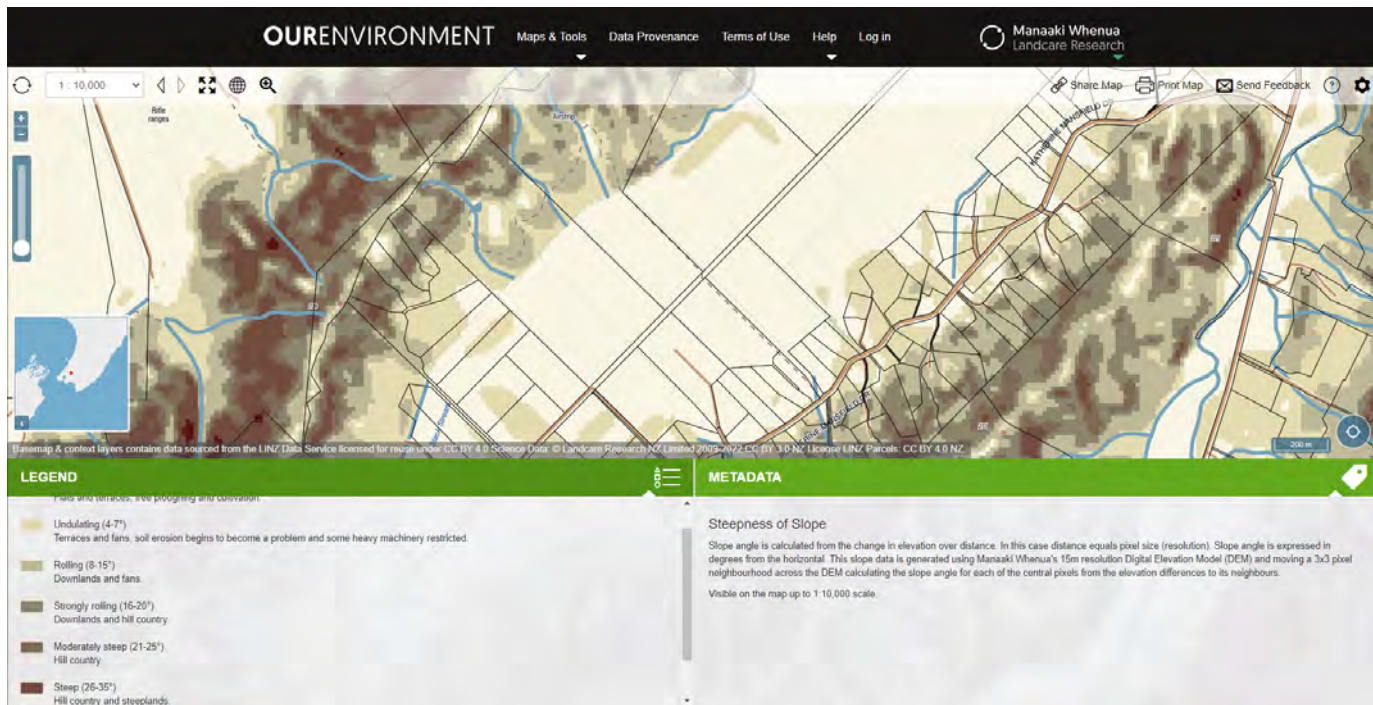 OURENVIRONMENT
Maps & Tools
Data Provenance
Terms of Use
Help
Log in
Manaaki Whenua
Landcare Research
1 : 10,000
Share Map
Print Map
Send Feedback
?
Rifle
ranges
Airstrip
KATHERINE MANSFIELD DR
MANSFIELD DR
200 m
Basemap & context layers contains data sourced from the LINZ Data Service licensed for reuse under CC BY 4.0 Science Data: © Landcare Research NZ Limited 2009-2022 CC BY 3.0 NZ License LINZ Parcels: CC BY 4.0 NZ
LEGEND
METADATA
Flats and terraces, free ploughing and cultivation.
Undulating (4-7°)
Terraces and fans, soil erosion begins to become a problem and some heavy machinery restricted.
Rolling (8-15°)
Downlands and fans.
Strongly rolling (16-20°)
Downlands and hill country.
Moderately steep (21-25°)
Hill country
Steep (26-35°)
Hill country and steeplands
Steepness of Slope
Slope angle is calculated from the change in elevation over distance. In this case distance equals pixel size (resolution). Slope angle is expressed in
degrees from the horizontal. This slope data is generated using Manaaki Whenua's 15m resolution Digital Elevation Model (DEM) and moving a 3x3 pixel
neighbourhood across the DEM calculating the slope angle for each of the central pixels from the elevation differences to its neighbours.
Visible on the map up to 1:10,000 scale.